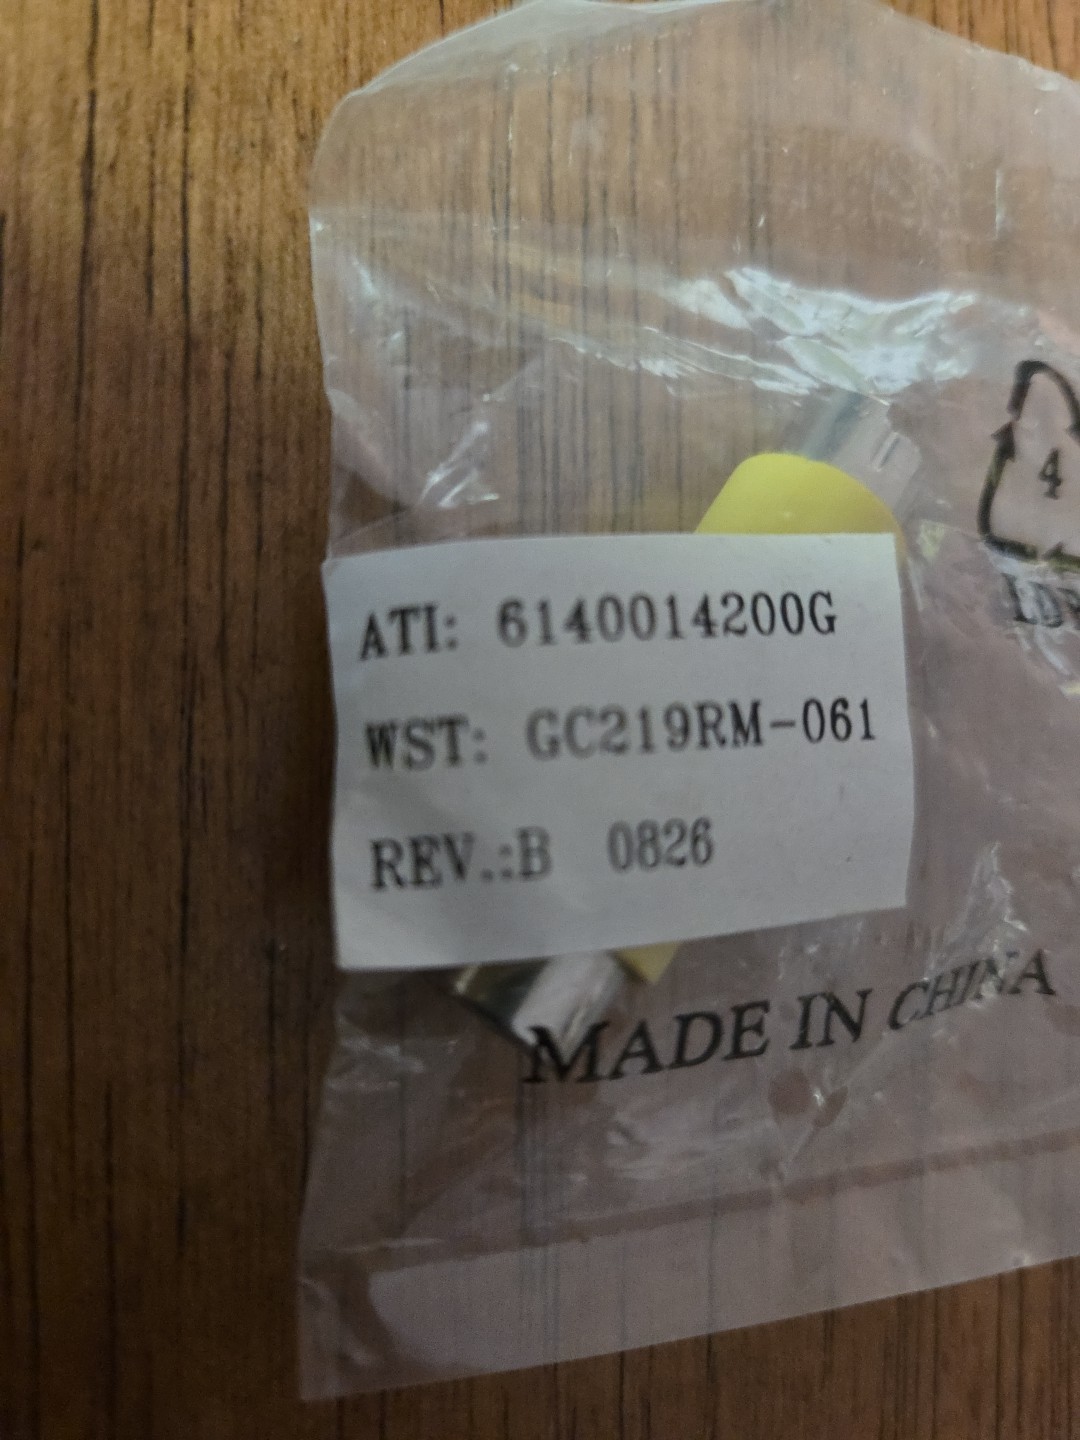 4
ATI: 6140014200G
WST: GC219RM-061
REV.:B 0826
MADE IN CHINA